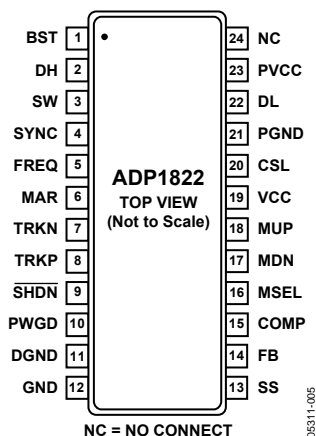 BST 1 24 NC
DH 2 23 PVCC
SW 3 22 DL
SYNC 4 21 PGND
FREQ 5 20 CSL
MAR 6 19 VCC
TRKN 7 18 MUP
TRKP 8 17 MDN
SHDN 9 16 MSEL
PWGD 10 15 COMP
DGND 11 14 FB
GND 12 13 SS
ADP1822
TOP VIEW
(Not to Scale)
NC = NO CONNECT
05311-005